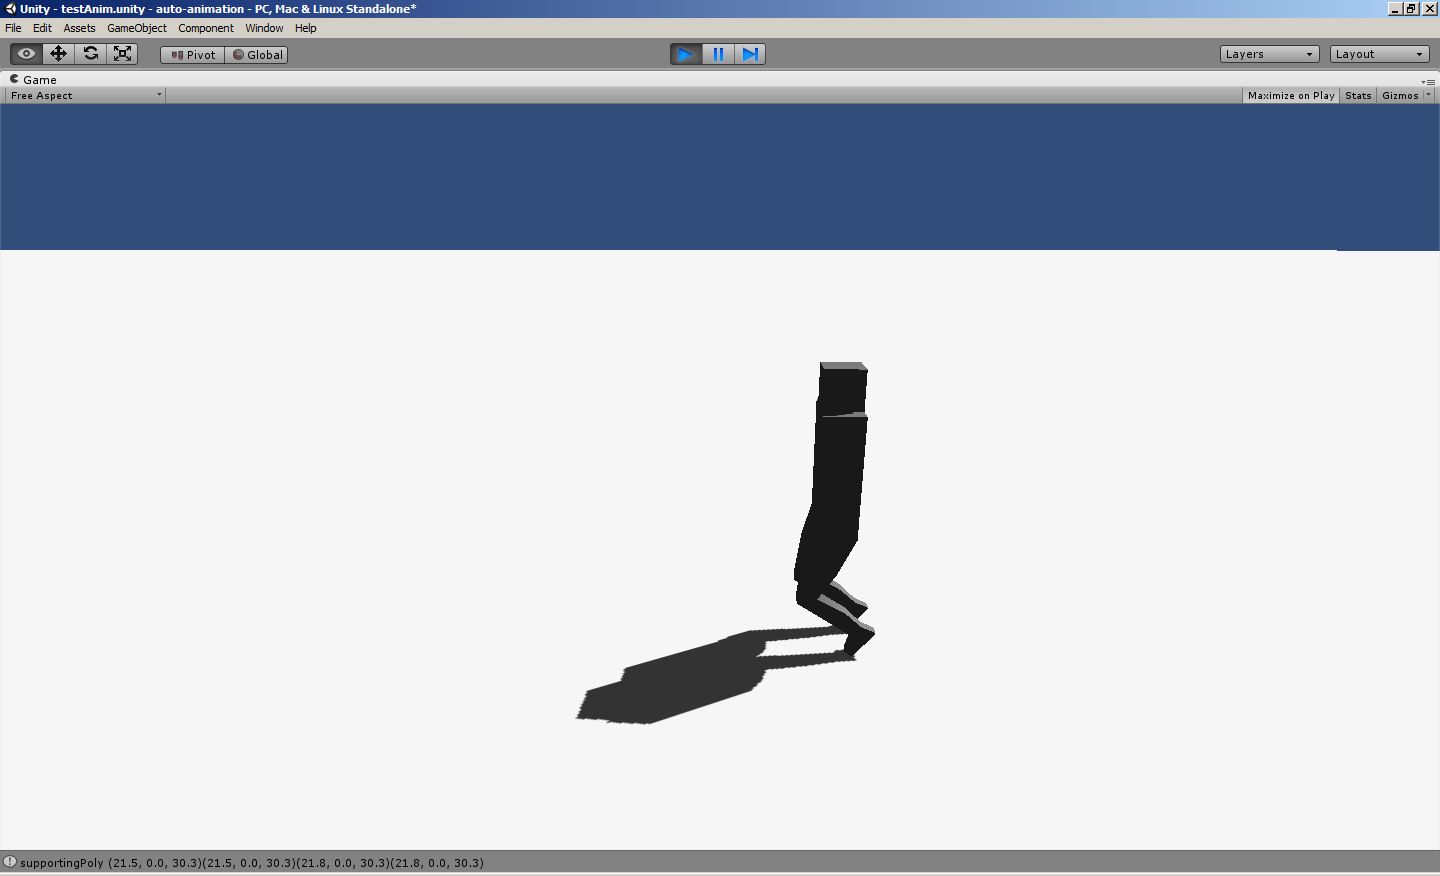 Unity - testAnim.unity - auto-animation - PC, Mac & Linux Standalone*
File Edit Assets GameObject Component Window Help
Pivot Global Layers Layout
Game
Free Aspect Maximize on Play Stats Gizmos
supportingPoly (21.5, 0.0, 30.3)(21.5, 0.0, 30.3)(21.8, 0.0, 30.3)(21.8, 0.0, 30.3)